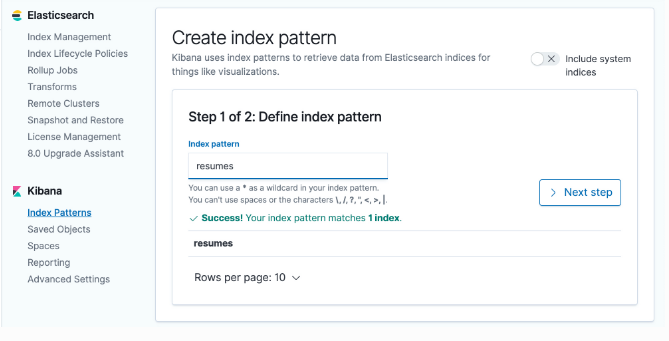 Elasticsearch
Index Management
Index Lifecycle Policies
Rollup Jobs
Transforms
Remote Clusters
Snapshot and Restore
License Management
8.0 Upgrade Assistant
Kibana
Index Patterns
Saved Objects
Spaces
Reporting
Advanced Settings
Create index pattern
Kibana uses index patterns to retrieve data from Elasticsearch indices for
things like visualizations.
Include system
indices
Step 1 of 2: Define index pattern
Index pattern
resumes
You can use a * as a wildcard in your index pattern.
You can't use spaces or the characters \, /, ?, ", <, >, |.
Next step
Success! Your index pattern matches 1 index.
resumes
Rows per page: 10